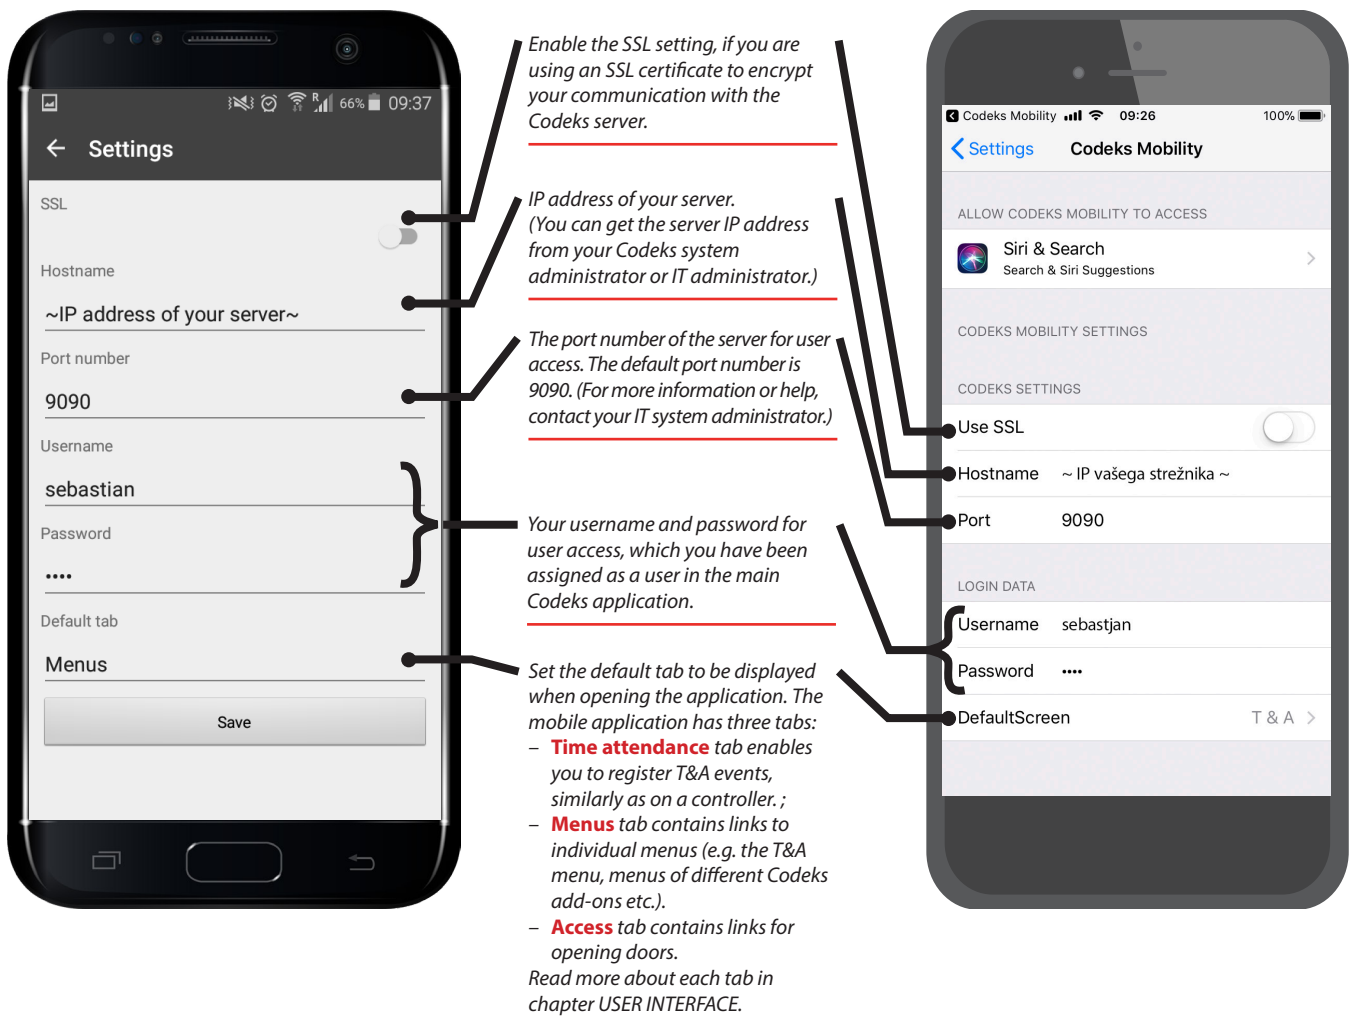 R
66%
09:37
Settings
SSL
Hostname
~IP address of your server~
Port number
9090
Username
sebastian
Password
••••
Default tab
Menus
Save
Enable the SSL setting, if you are
using an SSL certificate to encrypt
your communication with the
Codeks server.
IP address of your server.
(You can get the server IP address
from your Codeks system
administrator or IT administrator.)
The port number of the server for user
access. The default port number is
9090. (For more information or help,
contact your IT system administrator.)
Your username and password for
user access, which you have been
assigned as a user in the main
Codeks application.
Set the default tab to be displayed
when opening the application. The
mobile application has three tabs:
– Time attendance tab enables
you to register T&A events,
similarly as on a controller. ;
– Menus tab contains links to
individual menus (e.g. the T&A
menu, menus of different Codeks
add-ons etc.).
– Access tab contains links for
opening doors.
Read more about each tab in
chapter USER INTERFACE.
Codeks Mobility 09:26 100%
Settings Codeks Mobility
ALLOW CODEKS MOBILITY TO ACCESS
Siri & Search
Search & Siri Suggestions
CODEKS MOBILITY SETTINGS
CODEKS SETTINGS
Use SSL
Hostname ~ IP vašega strežnika ~
Port 9090
LOGIN DATA
Username sebastjan
Password ••••
DefaultScreen T & A